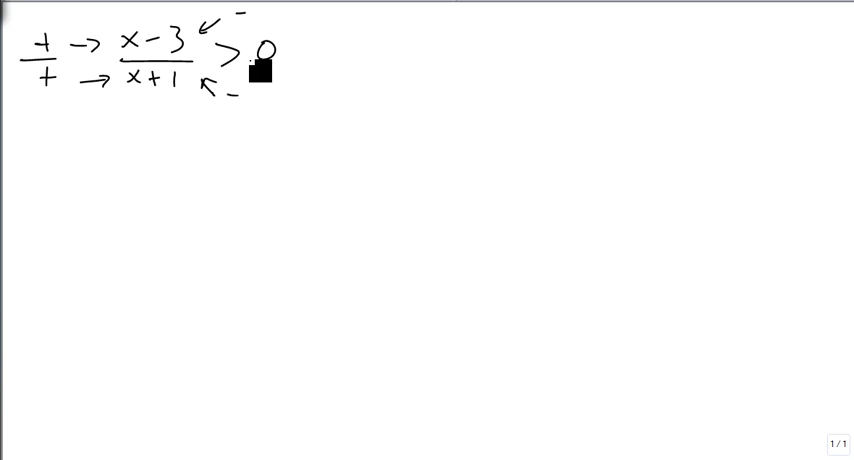 + → x - 3 ↙ -
+ → x + 1 ↖ -
> 0
1 / 1